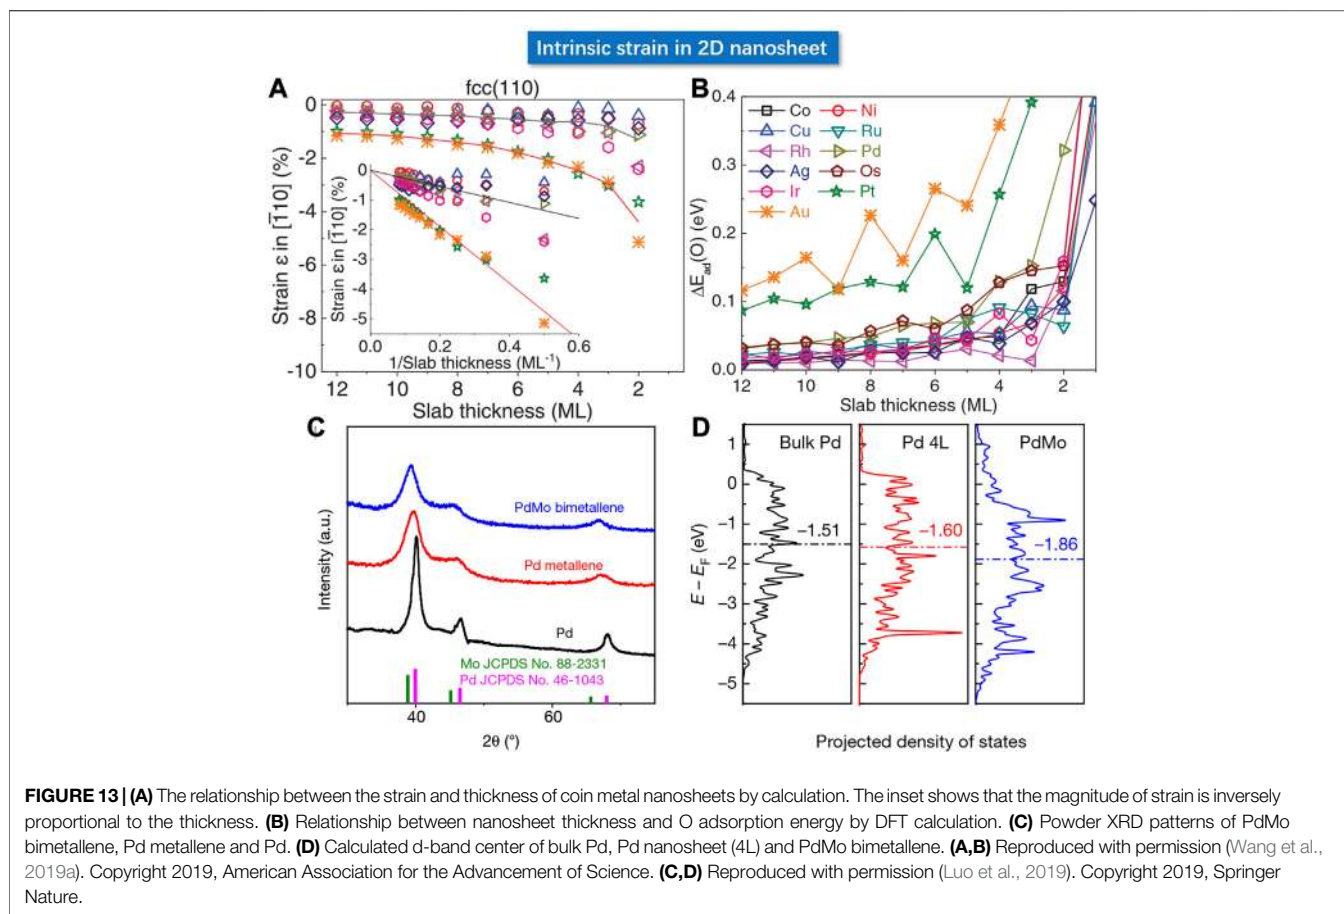 Intrinsic strain in 2D nanosheet
A
fcc(110)
0
-2
-4
-6
-8
-10
Strain ε in [1̅10] (%)
0
-1
-2
-3
-4
-5
Strain ε in [1̅10] (%)
0.0 0.2 0.4 0.6
1/Slab thickness (ML⁻¹)
12 10 8 6 4 2
Slab thickness (ML)
B
0.4
0.3
0.2
0.1
0.0
ΔE_ad(O) (eV)
Co Ni
Cu Ru
Rh Pd
Ag Os
Ir Pt
Au
12 10 8 6 4 2
Slab thickness (ML)
C
Intensity (a.u.)
PdMo bimetallene
Pd metallene
Pd
Mo JCPDS No. 88-2331
Pd JCPDS No. 46-1043
40 60
2θ (°)
D
1
0
−1
−2
−3
−4
−5
E − E_F (eV)
Bulk Pd Pd 4L PdMo
−1.51 −1.60 −1.86
Projected density of states
FIGURE 13 | (A) The relationship between the strain and thickness of coin metal nanosheets by calculation. The inset shows that the magnitude of strain is inversely
proportional to the thickness. (B) Relationship between nanosheet thickness and O adsorption energy by DFT calculation. (C) Powder XRD patterns of PdMo
bimetallene, Pd metallene and Pd. (D) Calculated d-band center of bulk Pd, Pd nanosheet (4L) and PdMo bimetallene. (A,B) Reproduced with permission (Wang et al.,
2019a). Copyright 2019, American Association for the Advancement of Science. (C,D) Reproduced with permission (Luo et al., 2019). Copyright 2019, Springer
Nature.